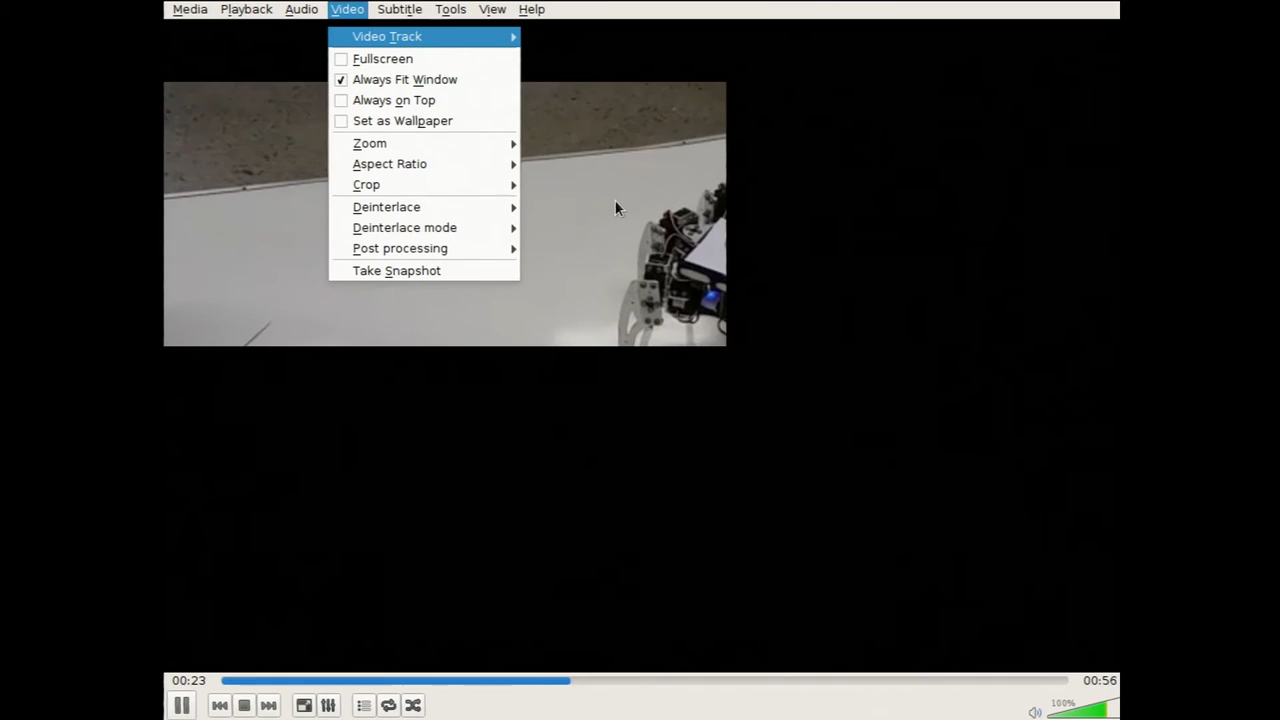 Media Playback Audio Video Subtitle Tools View Help
Video Track
Fullscreen
Always Fit Window
Always on Top
Set as Wallpaper
Zoom
Aspect Ratio
Crop
Deinterlace
Deinterlace mode
Post processing
Take Snapshot
00:23 00:56
100%